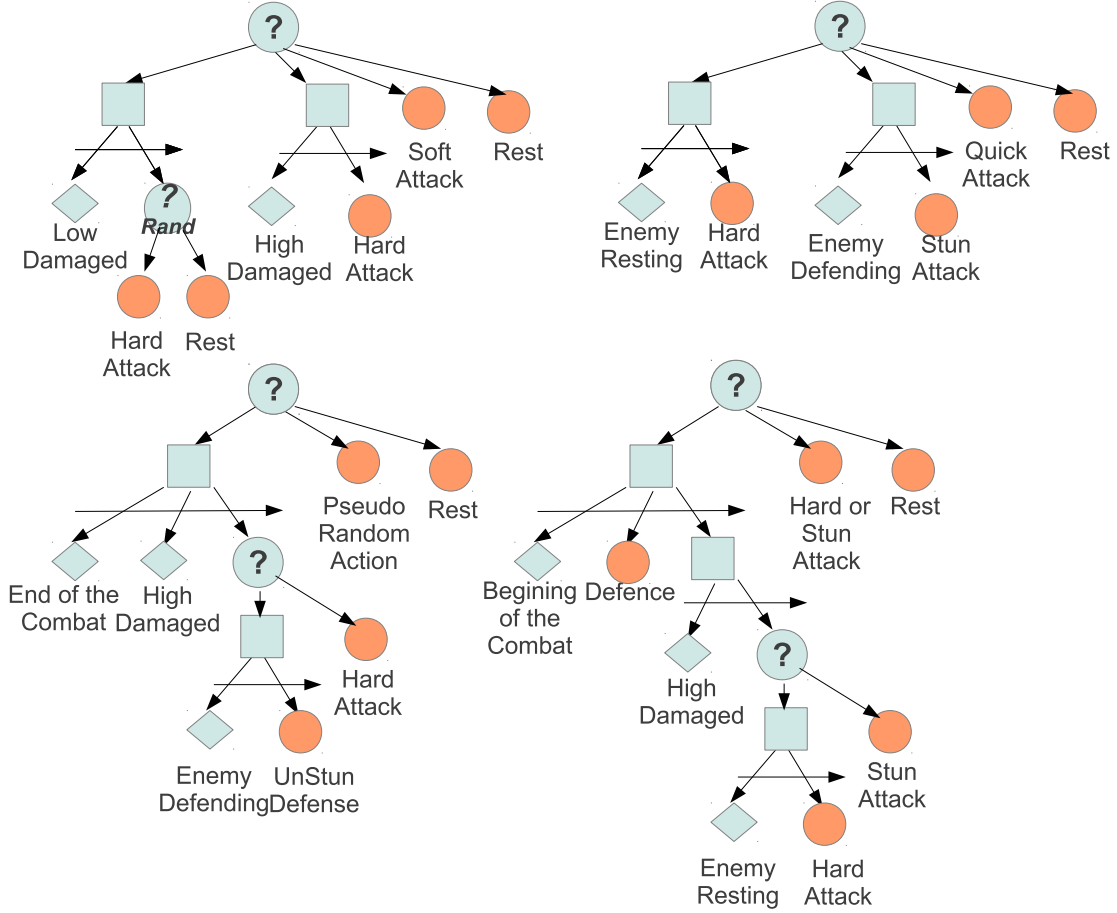 ?
?
Soft
Attack
Rest
Quick
Attack
Rest
?
Rand
Low
Damaged
High
Damaged
Hard
Attack
Enemy
Resting
Hard
Attack
Enemy
Defending
Stun
Attack
Hard
Attack
Rest
?
?
Pseudo
Random
Action
Rest
Hard or
Stun
Attack
Rest
?
End of the
Combat
High
Damaged
Begining
of the
Combat
Defence
Hard
Attack
?
High
Damaged
Enemy
Defending
UnStun
Defense
Stun
Attack
Enemy
Resting
Hard
Attack